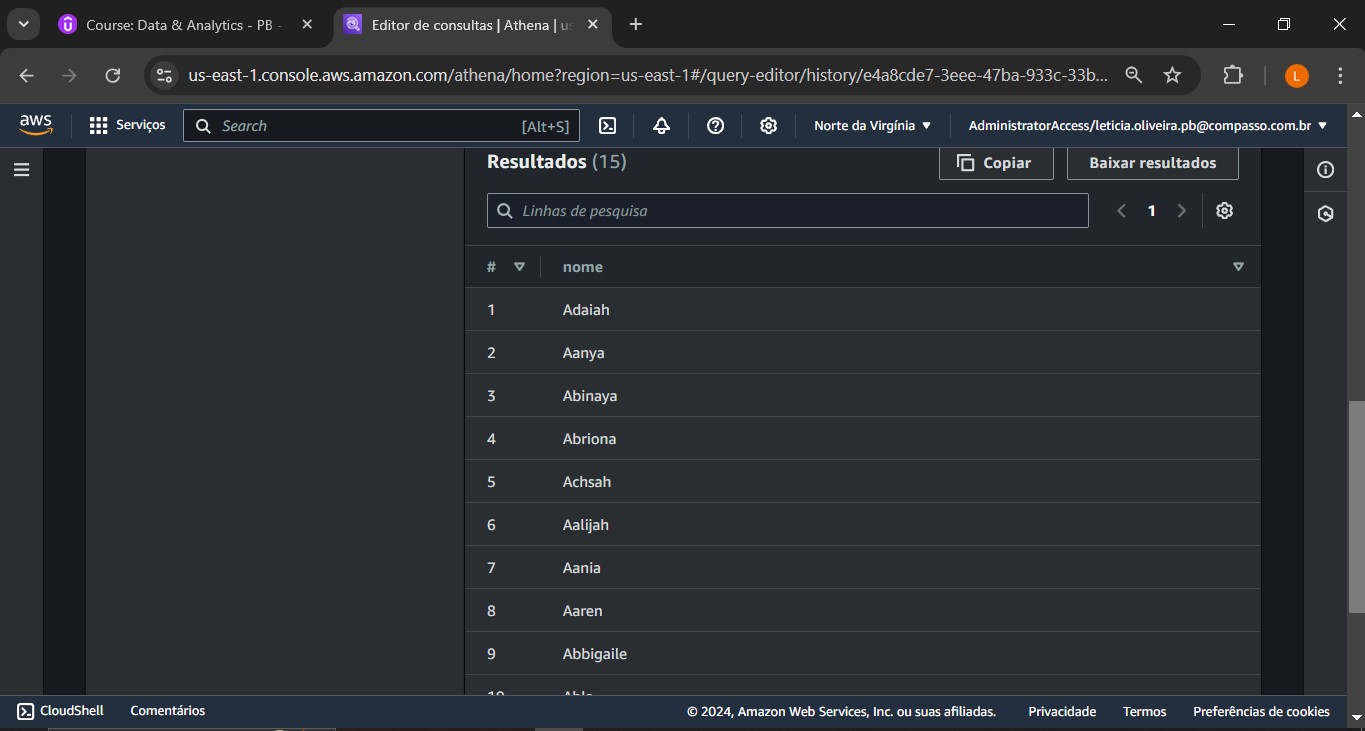 Course: Data & Analytics - PB -
Editor de consultas | Athena | us
us-east-1.console.aws.amazon.com/athena/home?region=us-east-1#/query-editor/history/e4a8cde7-3eee-47ba-933c-33b...
L
aws
Serviços
Search
[Alt+S]
Norte da Virgínia
AdministratorAccess/leticia.oliveira.pb@compasso.com.br
Resultados (15)
Copiar
Baixar resultados
Linhas de pesquisa
1
# nome
1 Adaiah
2 Aanya
3 Abinaya
4 Abriona
5 Achsah
6 Aalijah
7 Aania
8 Aaren
9 Abbigaile
10
CloudShell
Comentários
© 2024, Amazon Web Services, Inc. ou suas afiliadas.
Privacidade
Termos
Preferências de cookies